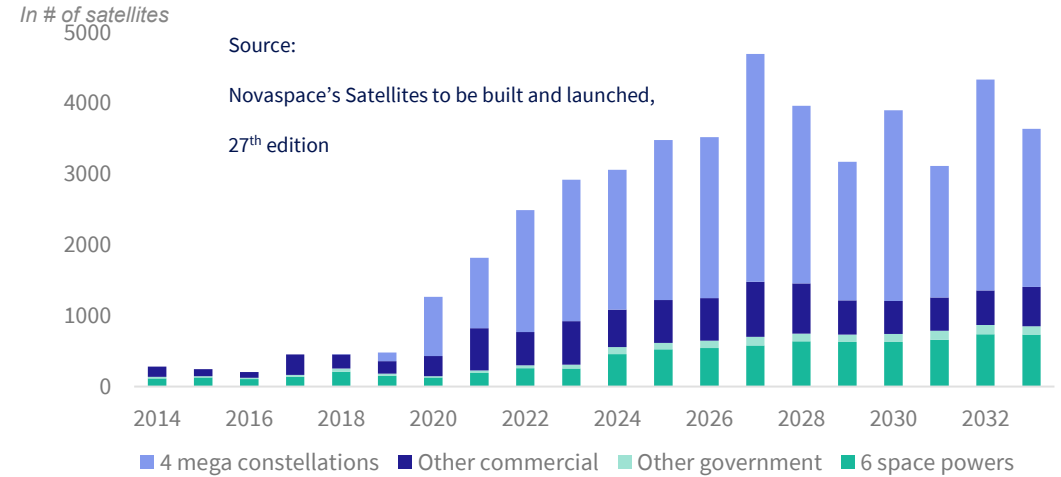 In # of satellites
5000
Source:
Novaspace’s Satellites to be built and launched,
27th edition
4000
3000
2000
1000
0
2014 2016 2018 2020 2022 2024 2026 2028 2030 2032
4 mega constellations Other commercial Other government 6 space powers